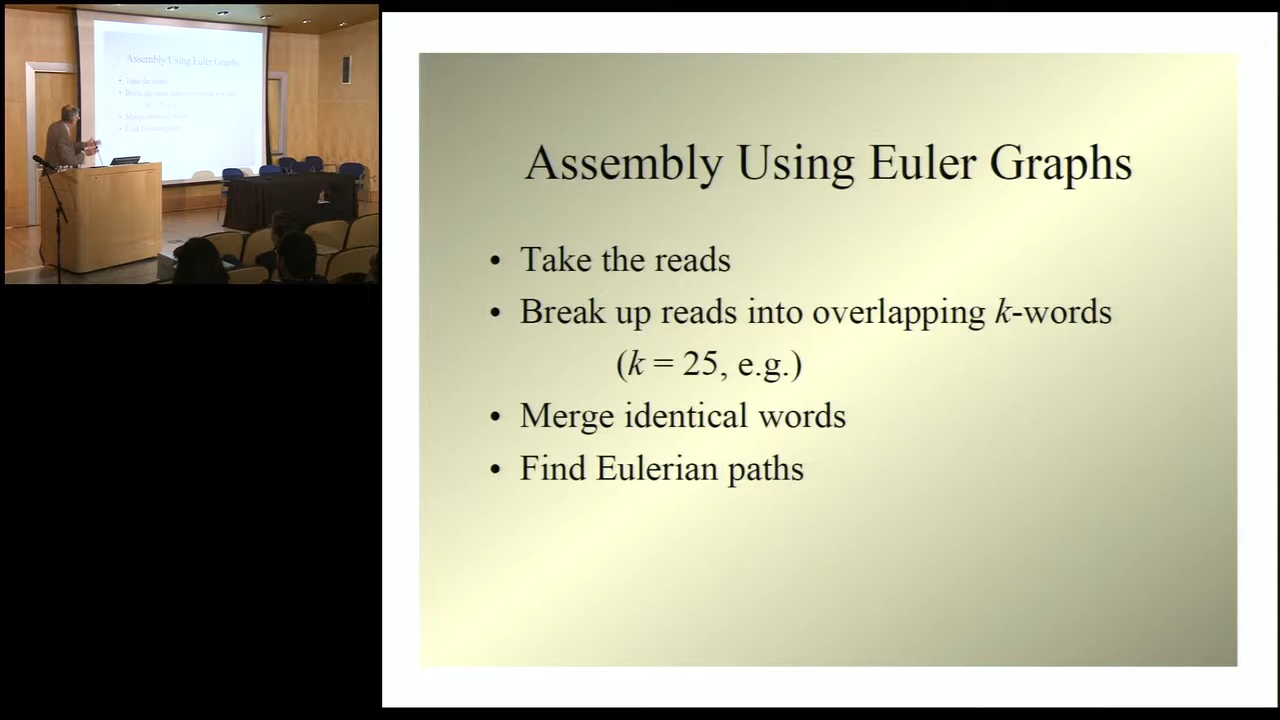 Assembly Using Euler Graphs
• Take the reads
• Break up reads into overlapping k-words
(k = 25, e.g.)
• Merge identical words
• Find Eulerian paths